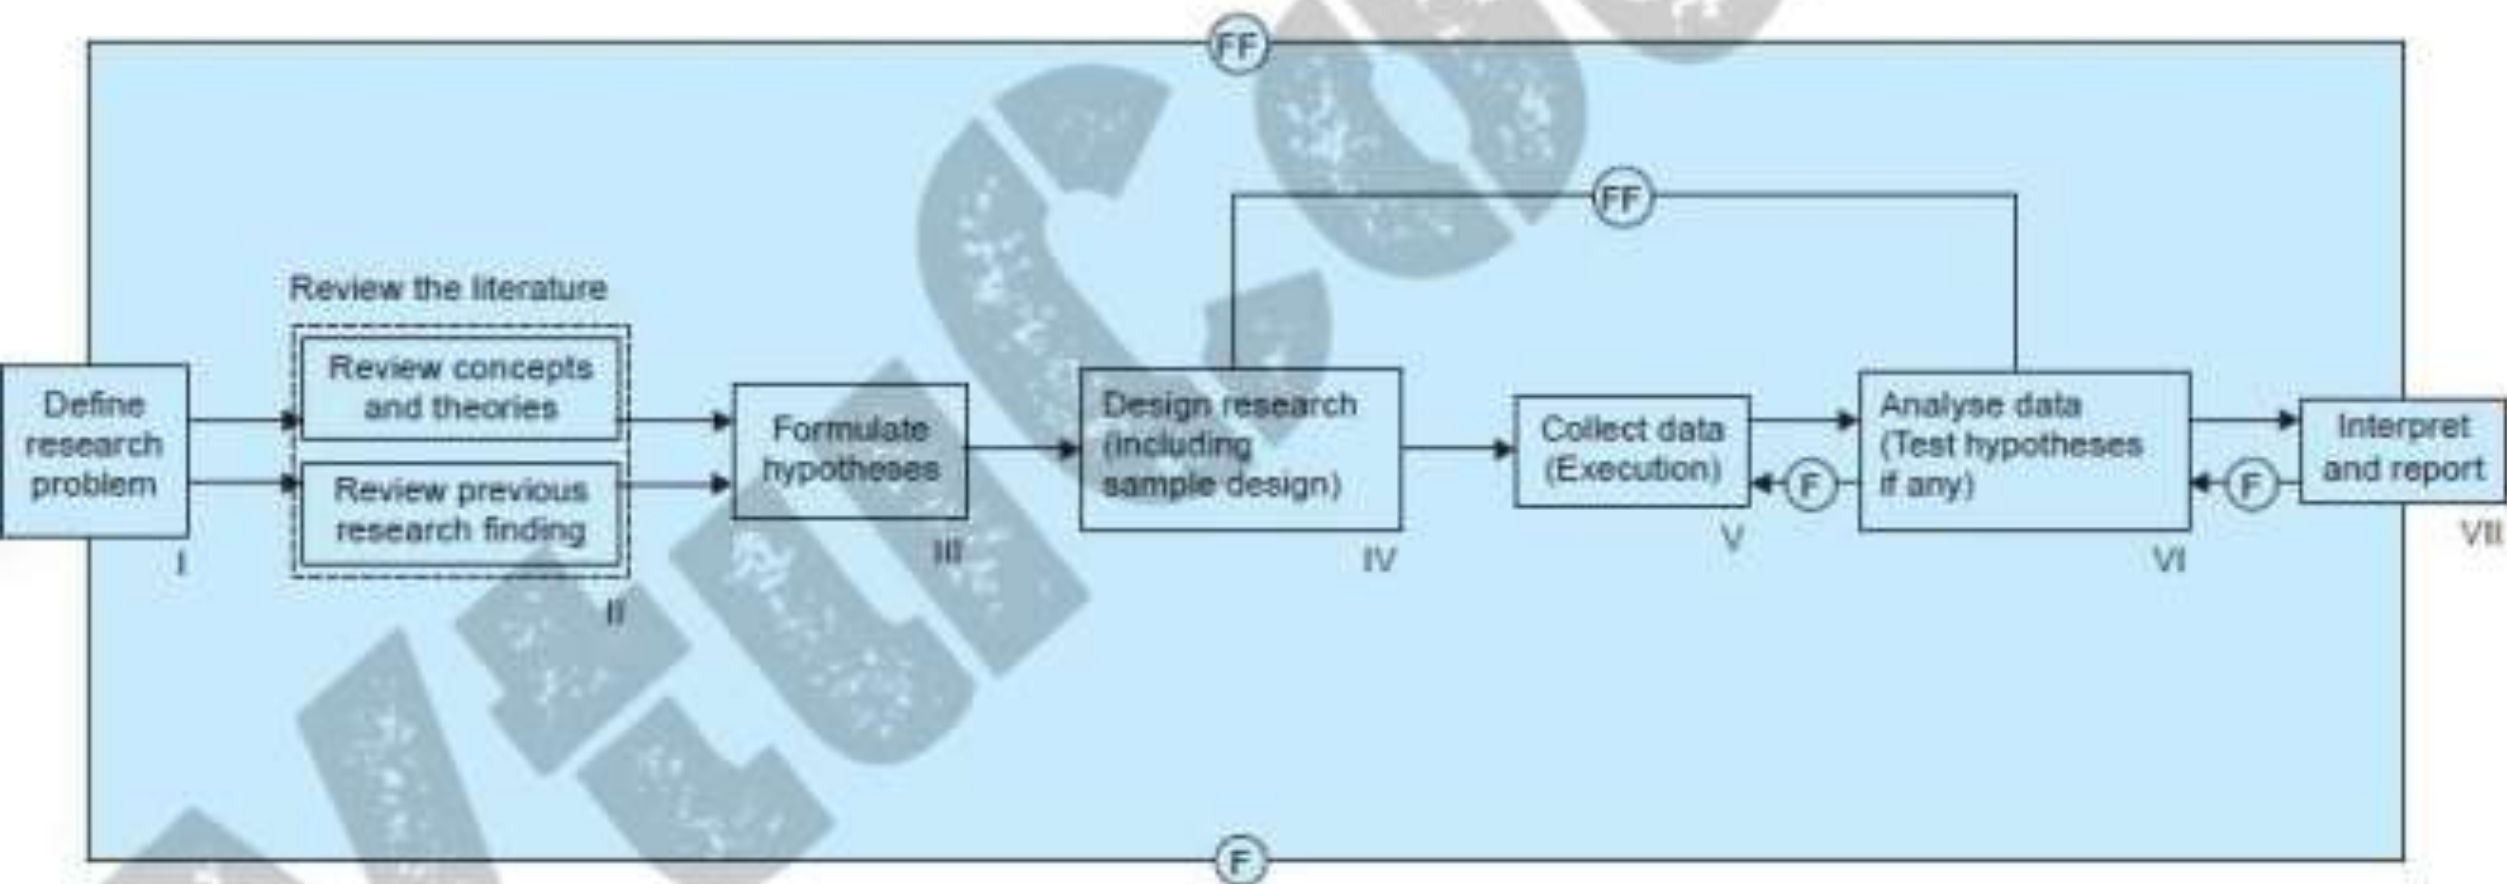 FF
FF
Review the literature
Review concepts
and theories
Review previous
research finding
II
Define
research
problem
I
Formulate
hypotheses
III
Design research
(including
sample design)
IV
Collect data
(Execution)
V
F
Analyse data
(Test hypotheses
if any)
VI
F
Interpret
and report
VIII
F